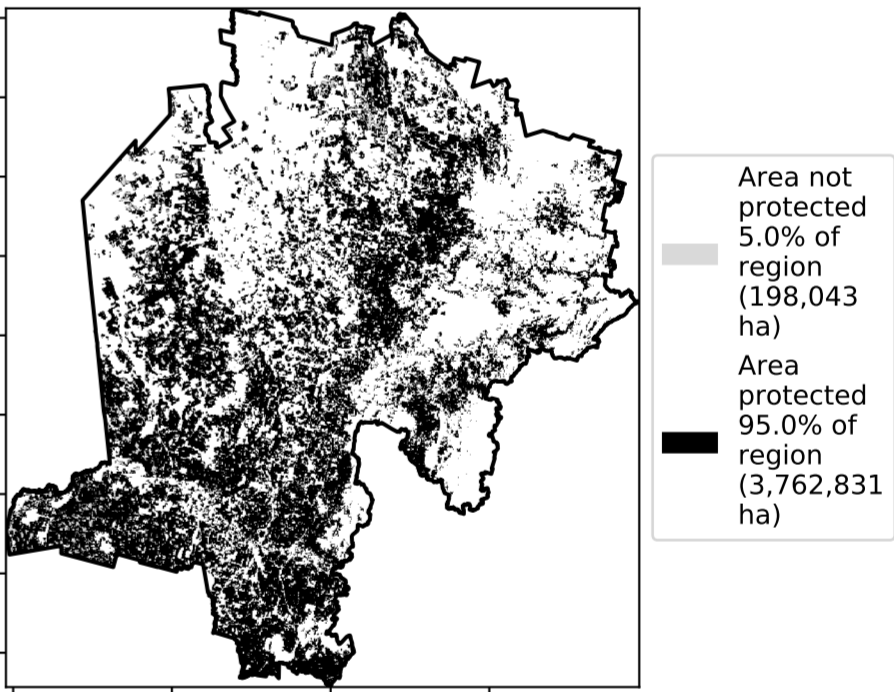 Area not
protected
5.0% of
region
(198,043
ha)
Area
protected
95.0% of
region
(3,762,831
ha)